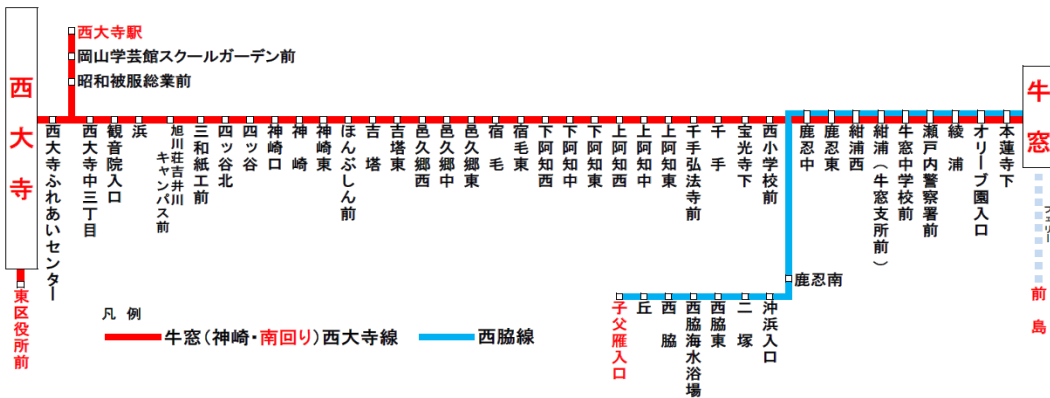 西大寺駅
岡山学芸館スクールガーデン前
昭和被服総業前
西大寺
東区役所前
西大寺ふれあいセンター
西大寺中三丁目
観音院入口
浜
旭川荘吉井川キャンパス前
三和紙工前
四ッ谷北
四ッ谷
神崎口
神崎
神崎東
ほんぶしん前
吉塔
吉塔東
邑久郷西
邑久郷中
邑久郷東
宿毛
宿毛東
下阿知西
下阿知中
下阿知東
上阿知西
上阿知中
上阿知東
千手弘法寺前
千手
宝光寺下
西小学校前
鹿忍中
鹿忍東
紺浦西
紺浦(牛窓支所前)
牛窓中学校前
瀬戸内警察署前
綾浦
オリーブ園入口
本蓮寺下
牛窓
フェリー
前島
鹿忍南
子父雁入口
丘
西脇
西脇海水浴場
西脇東
二塚
沖浜入口
凡例
牛窓(神崎・南回り)西大寺線
西脇線